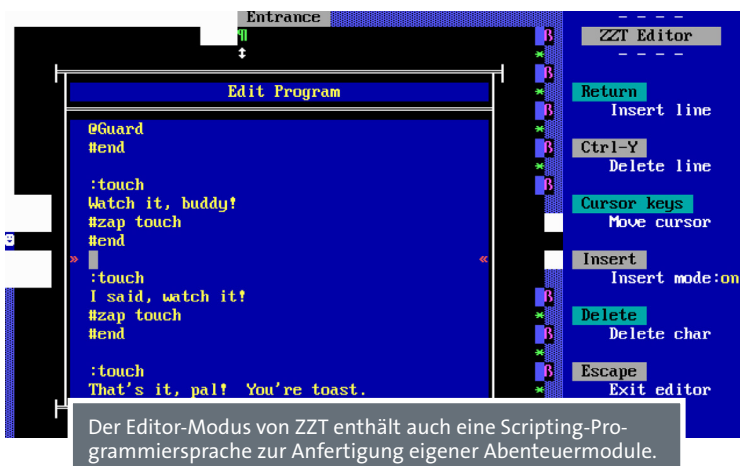 Entrance
Edit Program
@Guard
#end
:touch
Watch it, buddy!
#zap touch
#end
» «
:touch
I said, watch it!
#zap touch
#end
:touch
That's it, pal!  You're toast.
- - - -
ZZT Editor
- - - -
Return
Insert line
Ctrl-Y
Delete line
Cursor keys
Move cursor
Insert
Insert mode:on
Delete
Delete char
Escape
Exit editor
Der Editor-Modus von ZZT enthält auch eine Scripting-Pro-
grammiersprache zur Anfertigung eigener Abenteuermodule.